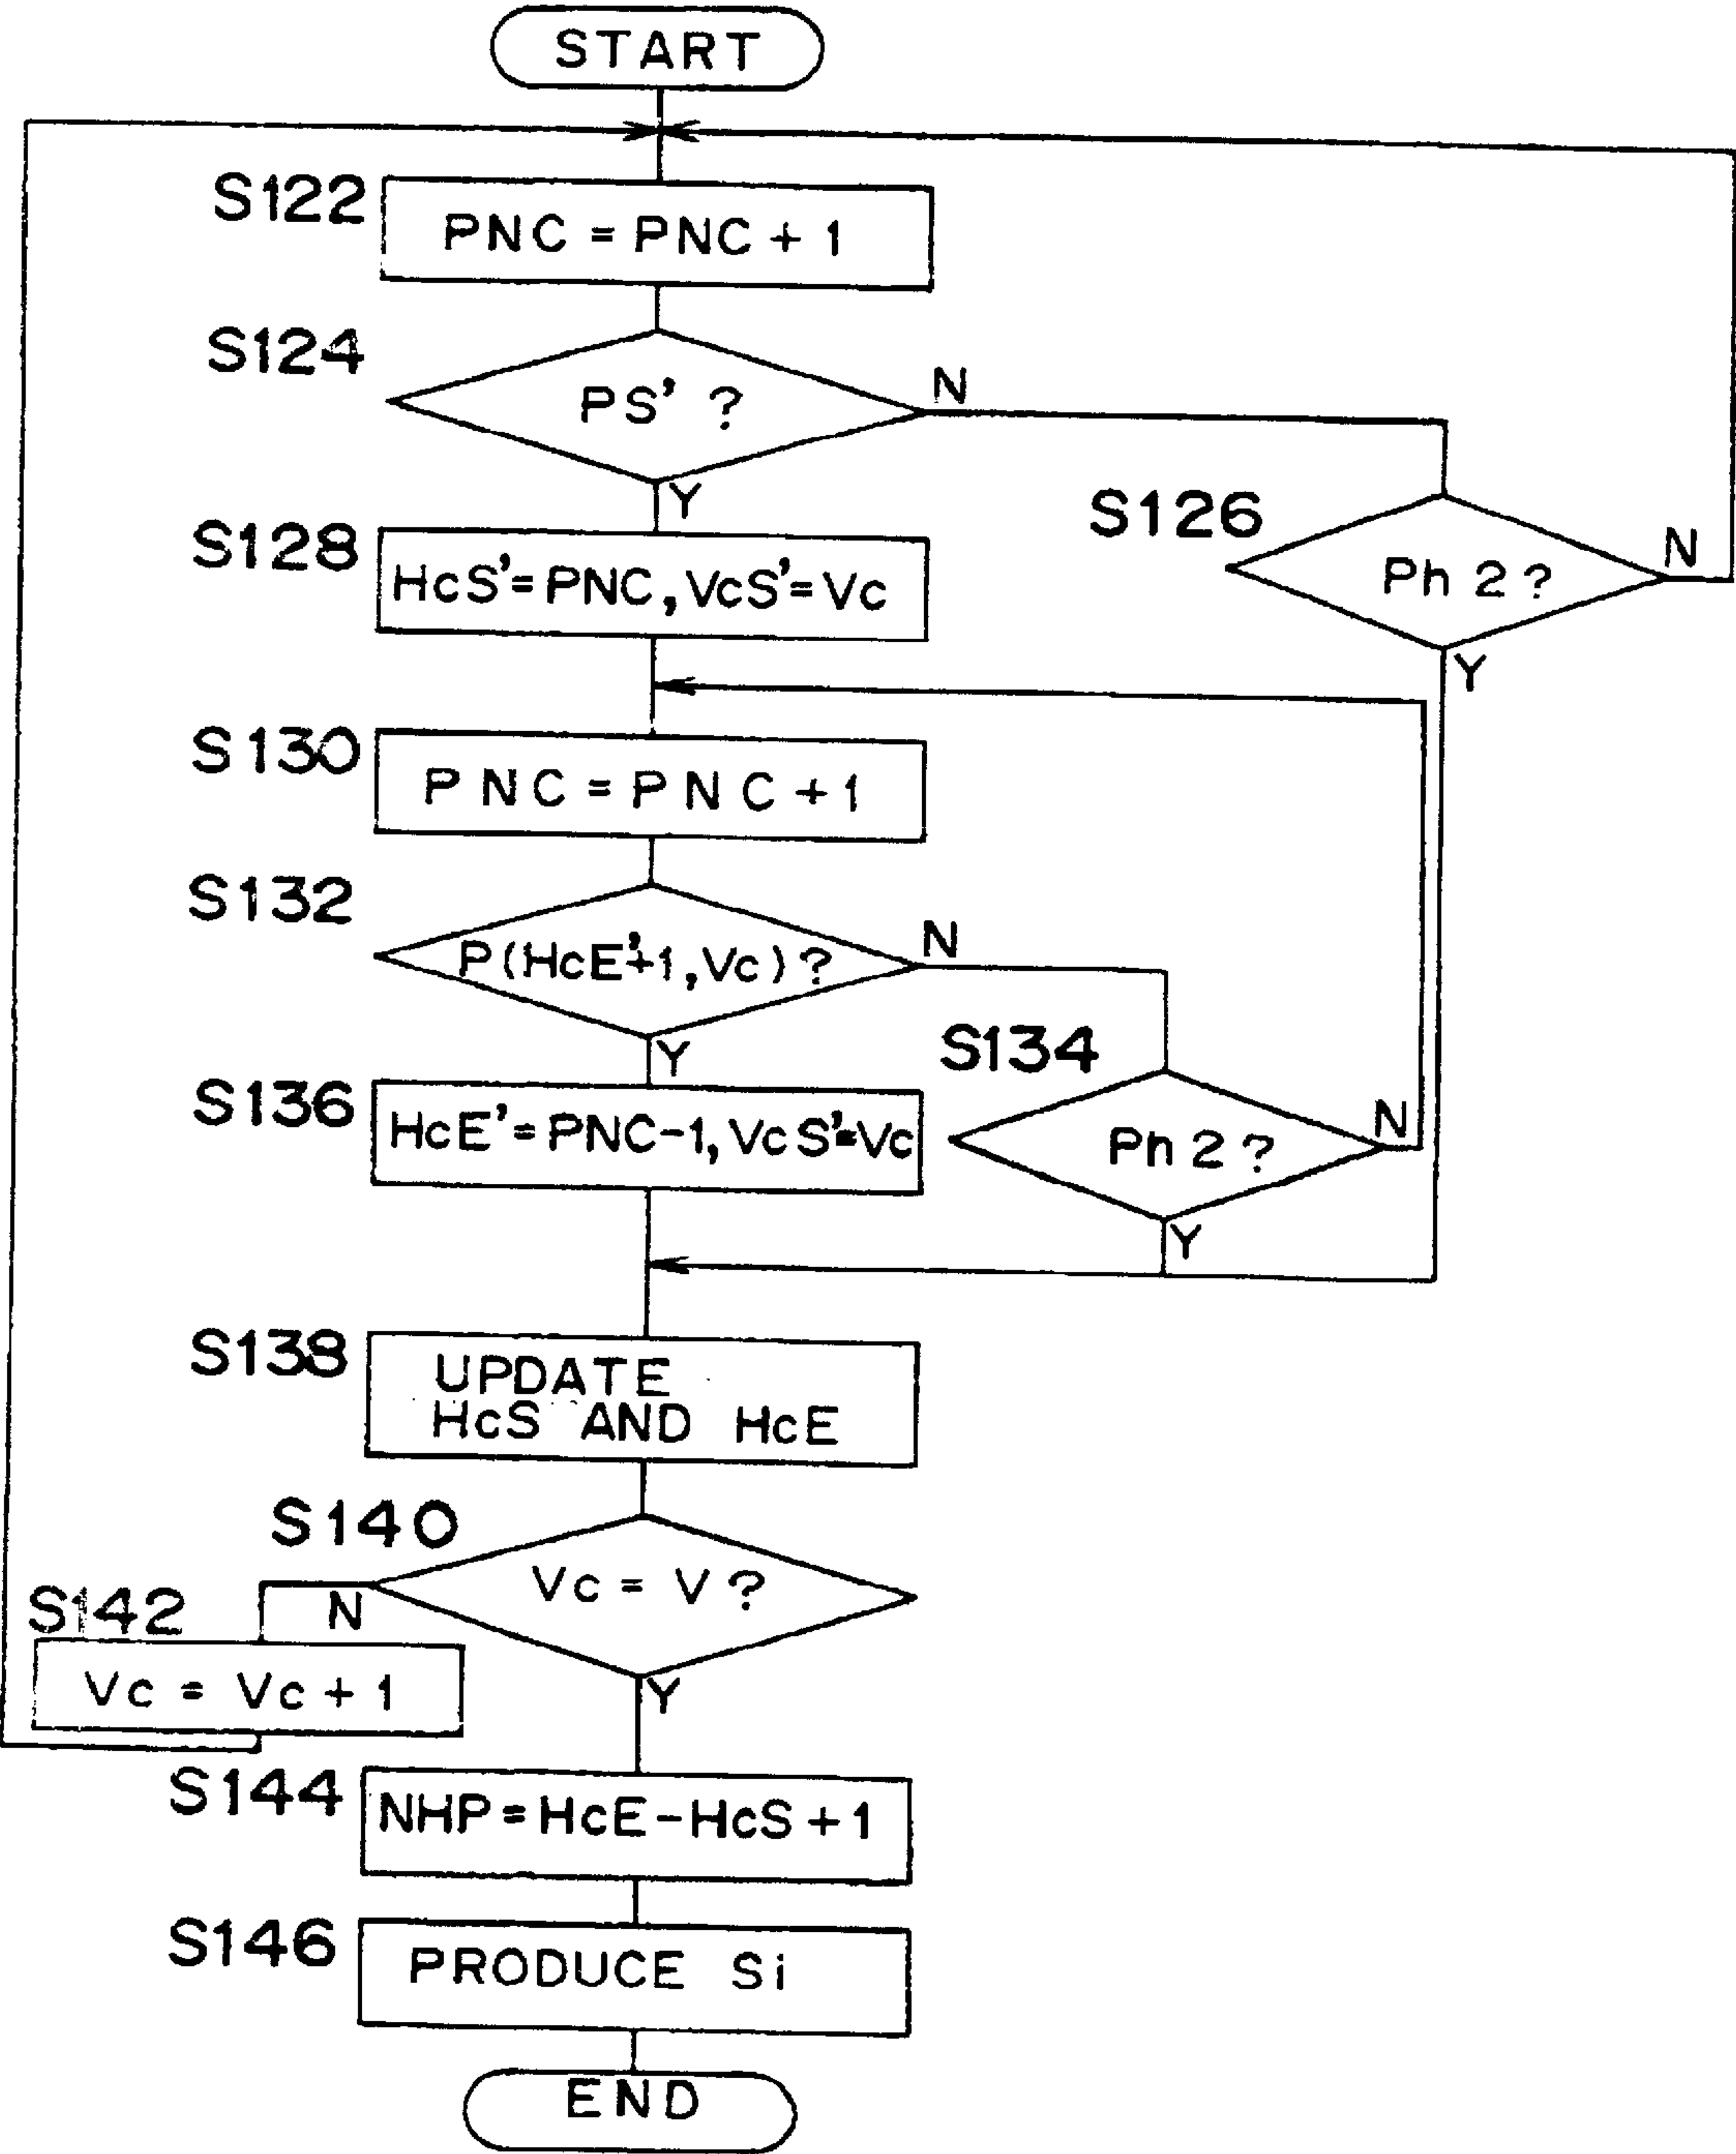 START
S122
PNC = PNC + 1
S124
PS' ?
N
Y
S126
Ph 2 ?
N
Y
S128
HcS'=PNC, VcS'=Vc
S130
PNC = PNC + 1
S132
P(HcE'+1, Vc) ?
N
Y
S134
Ph 2 ?
N
Y
S136
HcE'=PNC-1, VcS'=Vc
S138
UPDATE
HcS AND HcE
S140
Vc = V ?
N
Y
S142
Vc = Vc + 1
S144
NHP = HcE - HcS + 1
S146
PRODUCE Si
END